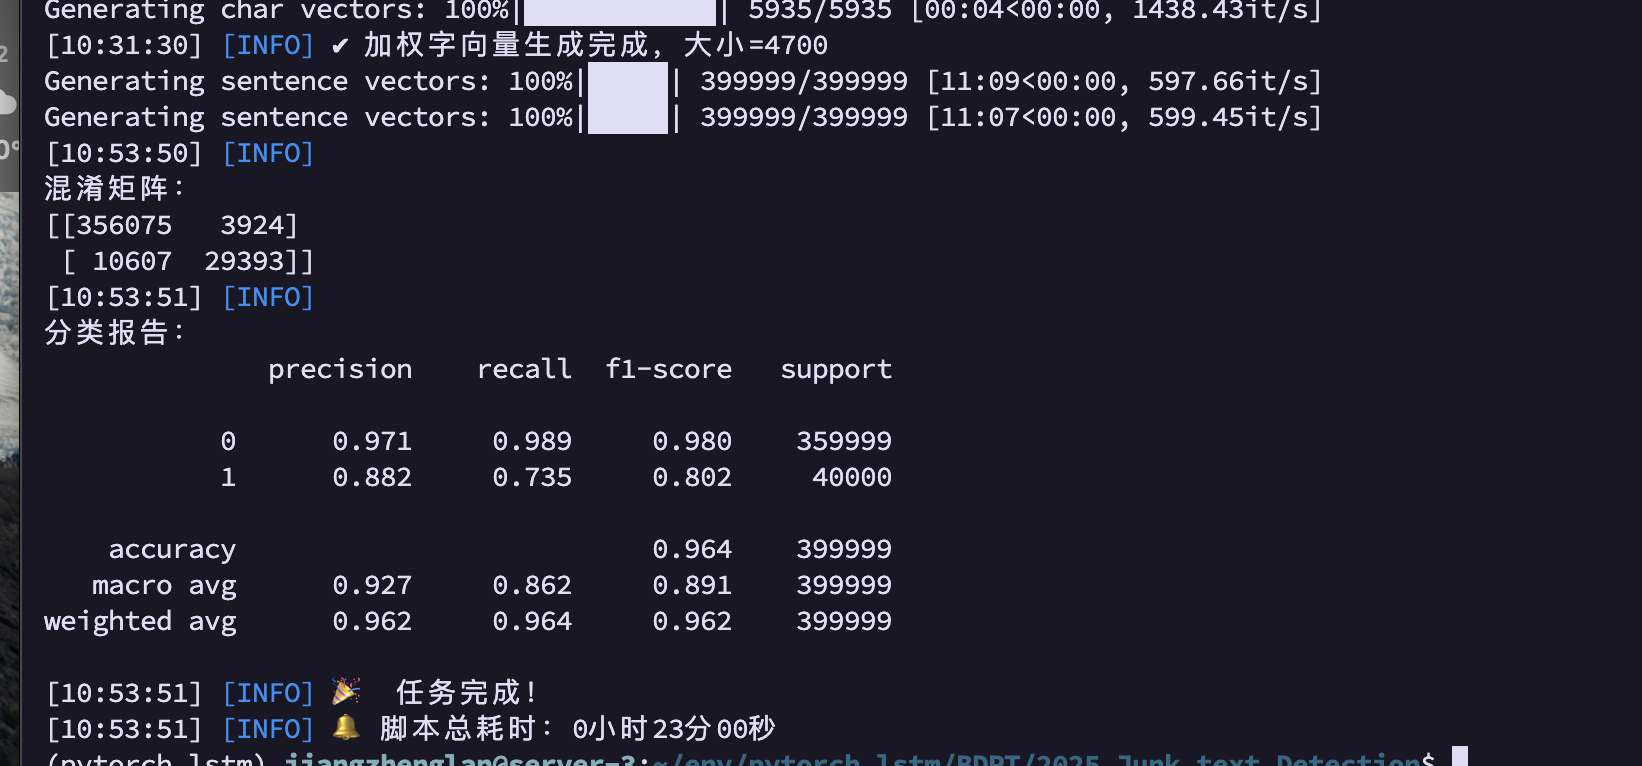 Generating char vectors: 100%| | 5935/5935 [00:04<00:00, 1438.43it/s]
[10:31:30] [INFO] ✔ 加权字向量生成完成, 大小=4700
Generating sentence vectors: 100%| | 399999/399999 [11:09<00:00, 597.66it/s]
Generating sentence vectors: 100%| | 399999/399999 [11:07<00:00, 599.45it/s]
[10:53:50] [INFO]
混淆矩阵:
[[356075 3924]
[ 10607 29393]]
[10:53:51] [INFO]
分类报告:
precision recall f1-score support
0 0.971 0.989 0.980 359999
1 0.882 0.735 0.802 40000
accuracy 0.964 399999
macro avg 0.927 0.862 0.891 399999
weighted avg 0.962 0.964 0.962 399999
[10:53:51] [INFO] 🎉 任务完成!
[10:53:51] [INFO] 🔔 脚本总耗时: 0小时23分00秒
(pytorch_lstm) jiangzhenglan@server-3:~/env/pytorch_lstm/BDPT/2025_Junk_text_Detection$